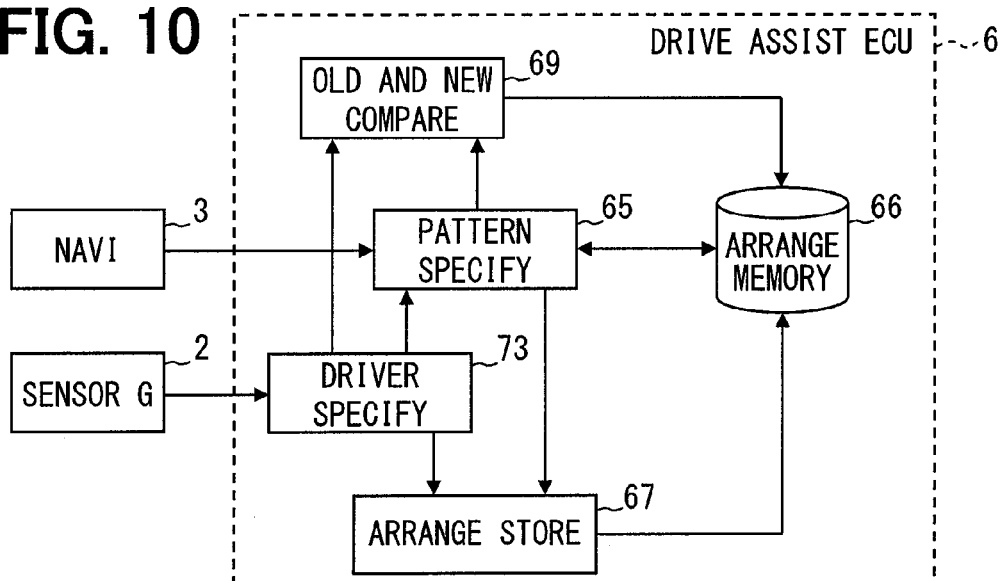 FIG. 10
DRIVE ASSIST ECU
6
OLD AND NEW
COMPARE
69
NAVI
3
PATTERN
SPECIFY
65
ARRANGE
MEMORY
66
SENSOR G
2
DRIVER
SPECIFY
73
ARRANGE STORE
67